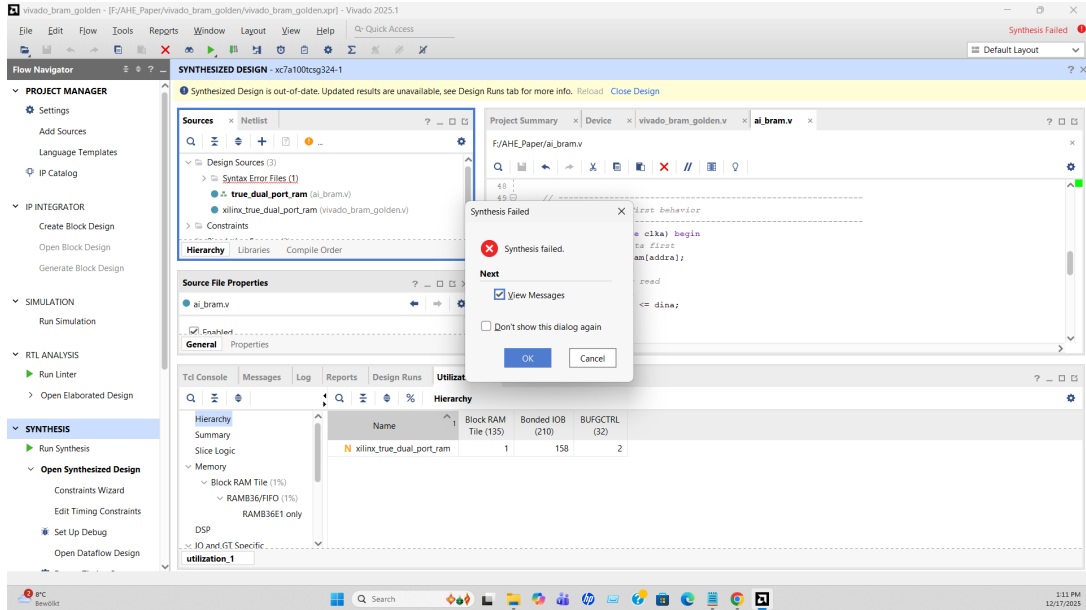 vivado_bram_golden - [F:/AHE_Paper/vivado_bram_golden/vivado_bram_golden.xpr] - Vivado 2025.1
File Edit Flow Tools Reports Window Layout View Help Quick Access
Synthesis Failed
Default Layout
Flow Navigator
SYNTHESIZED DESIGN - xc7a100tcsg324-1
Synthesized Design is out-of-date. Updated results are unavailable, see Design Runs tab for more info. Reload Close Design
PROJECT MANAGER
Settings
Add Sources
Language Templates
IP Catalog
IP INTEGRATOR
Create Block Design
Open Block Design
Generate Block Design
SIMULATION
Run Simulation
RTL ANALYSIS
Run Linter
Open Elaborated Design
SYNTHESIS
Run Synthesis
Open Synthesized Design
Constraints Wizard
Edit Timing Constraints
Set Up Debug
Open Dataflow Design
Sources Netlist
Design Sources (3)
Syntax Error Files (1)
true_dual_port_ram (ai_bram.v)
xilinx_true_dual_port_ram (vivado_bram_golden.v)
Constraints
Hierarchy Libraries Compile Order
Source File Properties
ai_bram.v
Enabled
General Properties
Project Summary Device vivado_bram_golden.v ai_bram.v
F:/AHE_Paper/ai_bram.v
48
45 // ------------------------------------------------
irst behavior
------------------------------------------------
e clka) begin
ta first
am[addra];
read
<= dina;
Synthesis Failed
Synthesis failed.
Next
View Messages
Don't show this dialog again
OK Cancel
Tcl Console Messages Log Reports Design Runs Utilizat
Hierarchy
Hierarchy
Summary
Slice Logic
Memory
Block RAM Tile (1%)
RAMB36/FIFO (1%)
RAMB36E1 only
DSP
IO and GT Specific
Name 1 Block RAM Tile (135) Bonded IOB (210) BUFGCTRL (32)
N xilinx_true_dual_port_ram 1 158 2
utilization_1
2
8°C
Bewölkt
Search
1:11 PM
12/17/2025